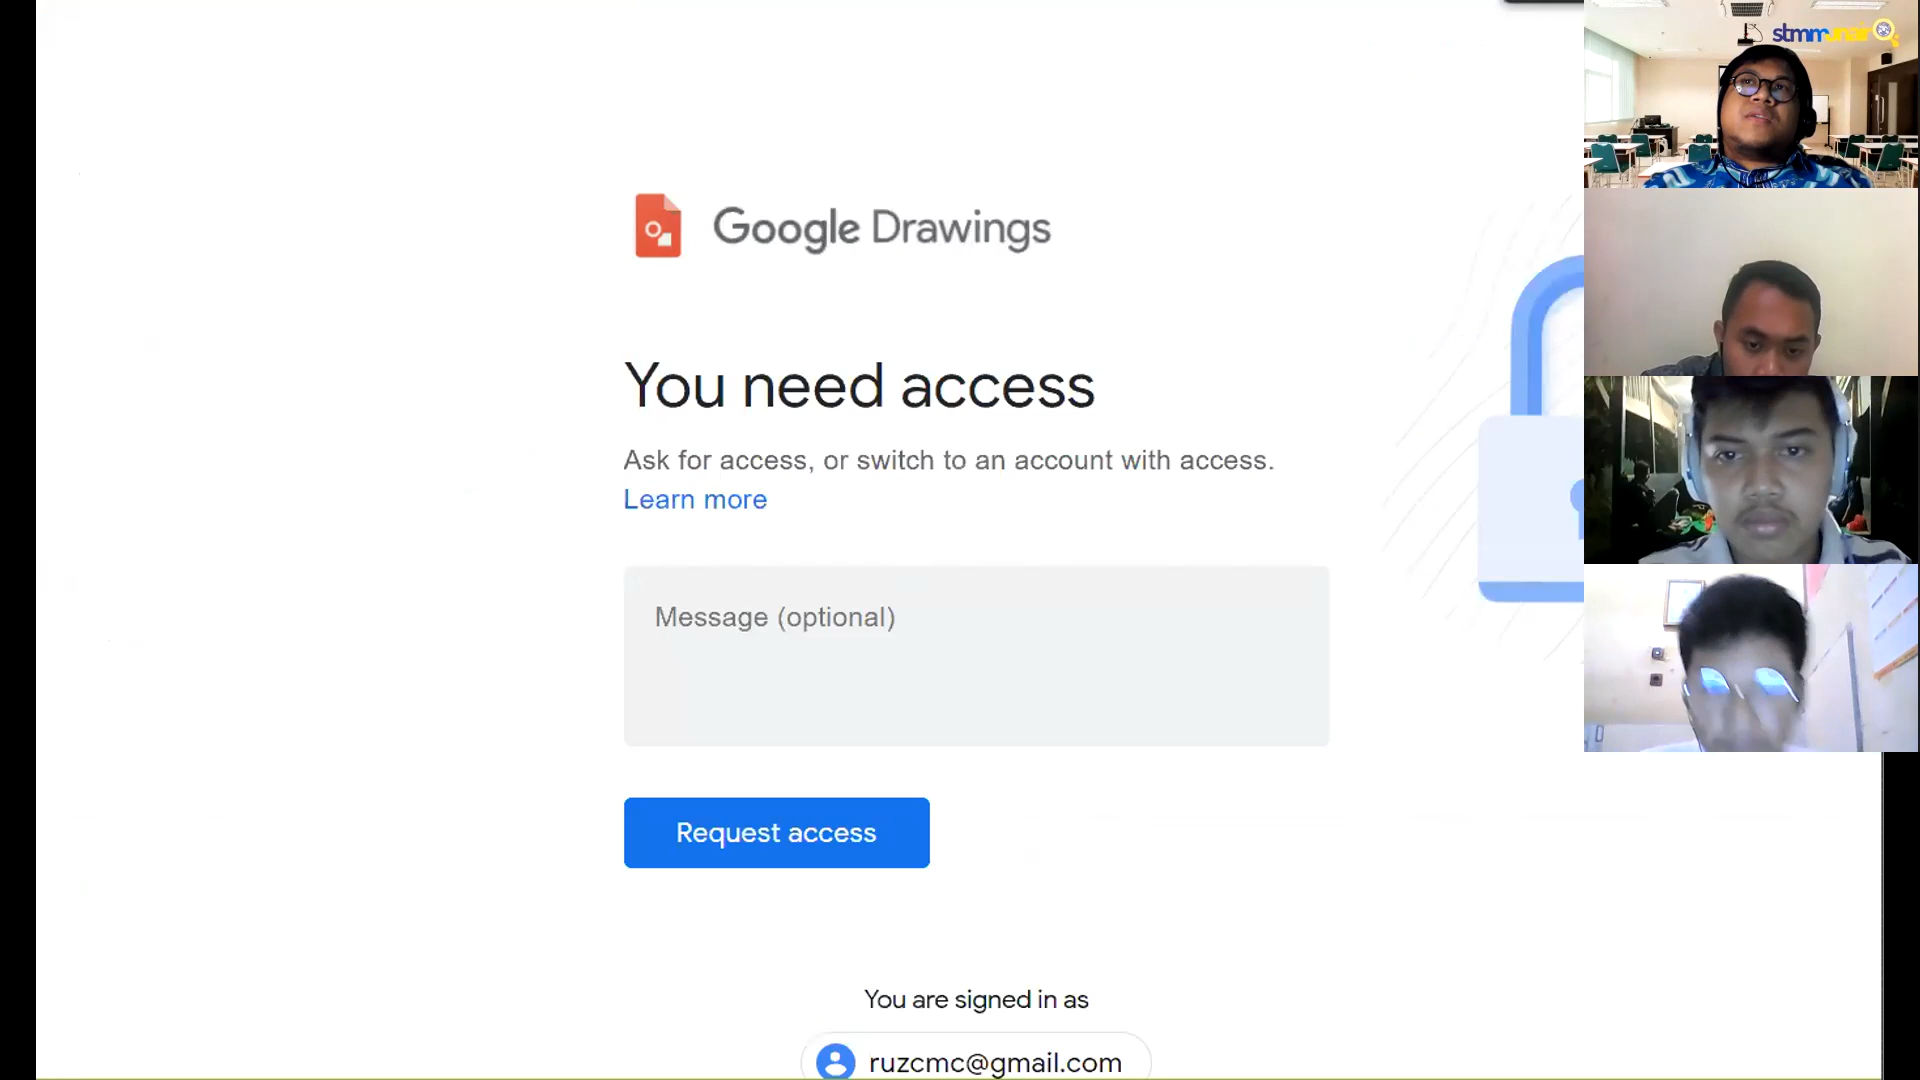 stmmunair
Google Drawings
You need access
Ask for access, or switch to an account with access.
Learn more
Message (optional)
Request access
You are signed in as
ruzcmc@gmail.com